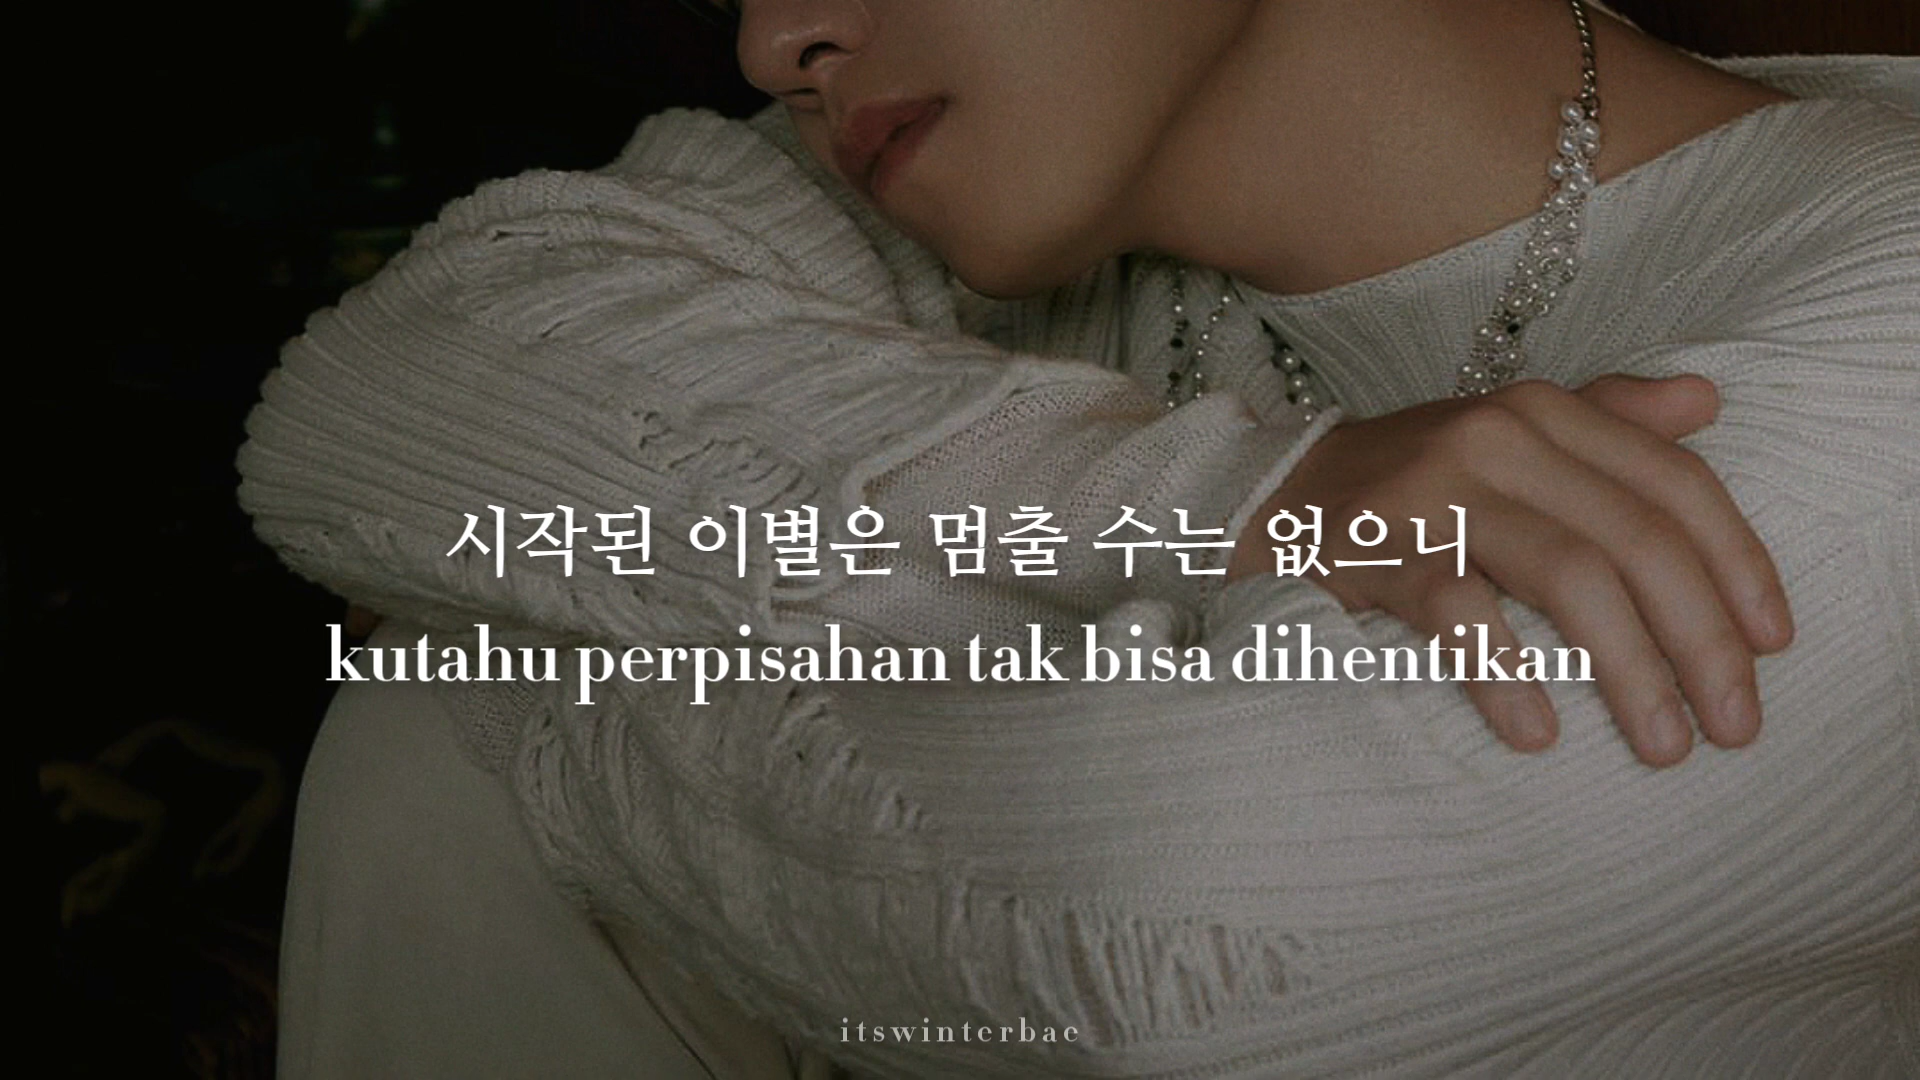 시작된 이별은 멈출 수는 없으니
kutahu perpisahan tak bisa dihentikan
itswinterbae